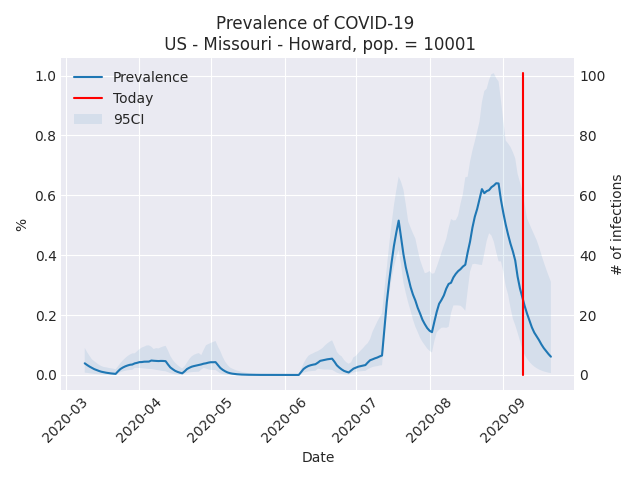 Prevalence of COVID-19
US - Missouri - Howard, pop. = 10001
Prevalence
Today
95CI
1.0
0.8
0.6
0.4
0.2
0.0
%
100
80
60
40
20
0
# of infections
2020-03
2020-04
2020-05
2020-06
2020-07
2020-08
2020-09
Date